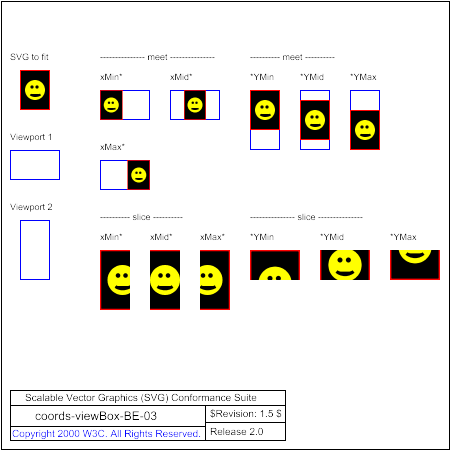 SVG to fit
--------------- meet ---------------
---------- meet ----------
xMin*
xMid*
*YMin
*YMid
*YMax
Viewport 1
xMax*
Viewport 2
---------- slice ----------
--------------- slice ---------------
xMin*
xMid*
xMax*
*YMin
*YMid
*YMax
Scalable Vector Graphics (SVG) Conformance Suite
coords-viewBox-BE-03
$Revision: 1.5 $
Copyright 2000 W3C. All Rights Reserved.
Release 2.0